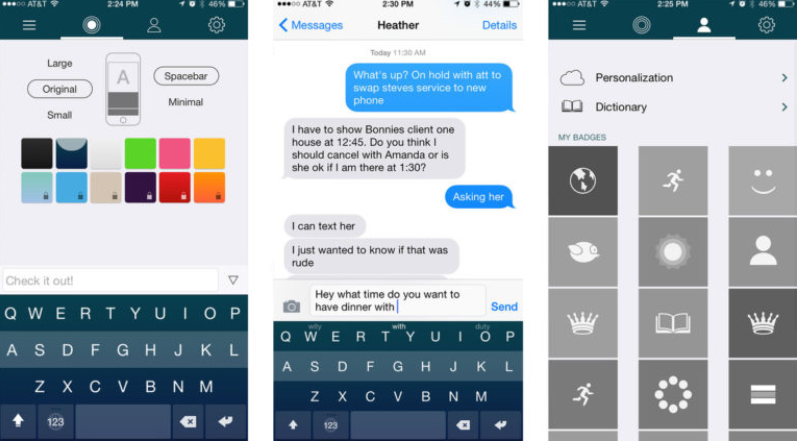 AT&T 2:24 PM 46%
Large
Original
Small
A
Spacebar
Minimal
Check it out!
Q W E R T Y U I O P
A S D F G H J K L
Z X C V B N M
123
AT&T 2:30 PM 44%
Messages Heather Details
Today 11:30 AM
What's up? On hold with att to
swap steves service to new
phone
I have to show Bonnies client one
house at 12:45. Do you think I
should cancel with Amanda or is
she ok if I am there at 1:30?
Asking her
I can text her
I just wanted to know if that was
rude
Hey what time do you want to
have dinner with
Send
wity with duty
Q W E R T Y U I O P
A S D F G H J K L
Z X C V B N M
123
AT&T 2:25 PM 46%
Personalization
Dictionary
MY BADGES